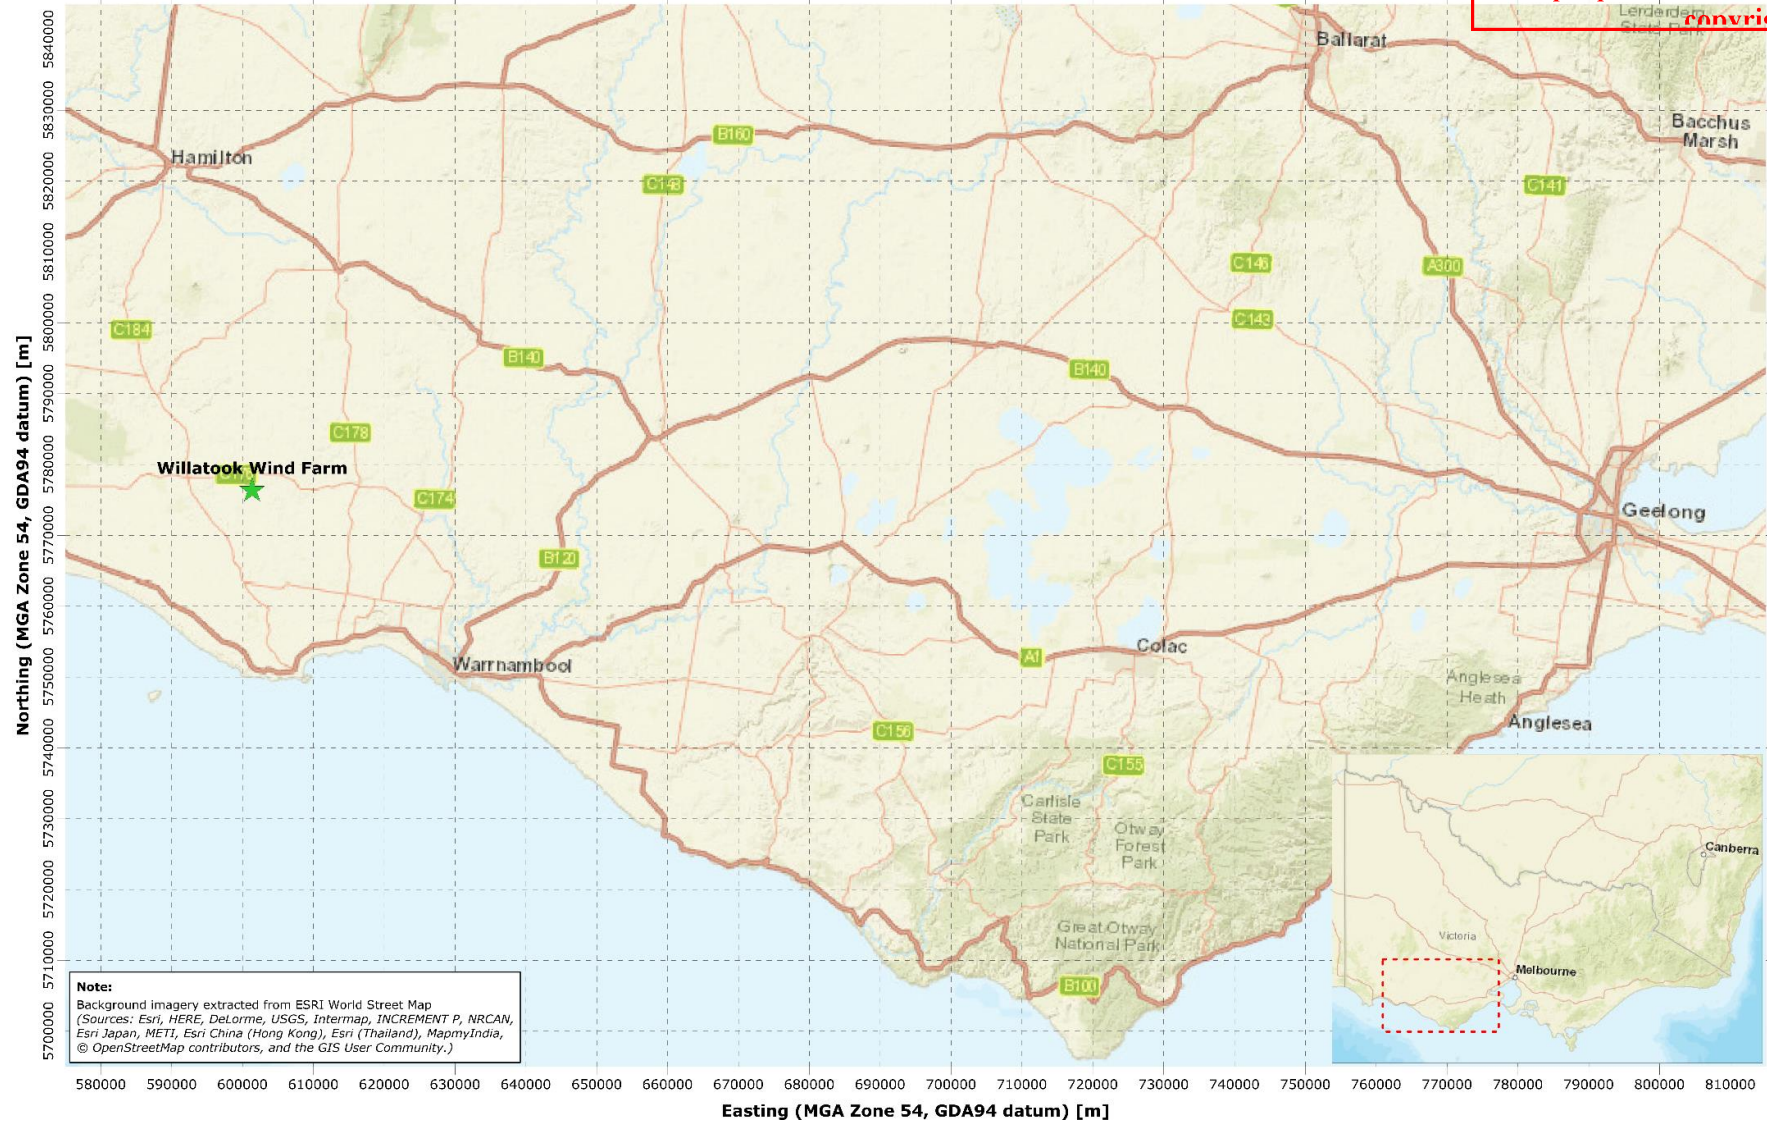 Lerderderg
State Park
copyri
Ballarat
Bacchus
Marsh
B160
Hamilton
C148
C141
C146
A300
C184
C143
B140
B140
C178
Willatook Wind Farm
C174
Geelong
B120
Colac
A1
Warrnambool
Anglesea
Heath
Anglesea
C156
C155
Carlisle
State
Park
Otway
Forest
Park
Great Otway
National Park
B100
Canberra
Victoria
Melbourne
Note:
Background imagery extracted from ESRI World Street Map
(Sources: Esri, HERE, DeLorme, USGS, Intermap, INCREMENT P, NRCAN,
Esri Japan, METI, Esri China (Hong Kong), Esri (Thailand), MapmyIndia,
© OpenStreetMap contributors, and the GIS User Community.)
Northing (MGA Zone 54, GDA94 datum) [m]
5840000
5830000
5820000
5810000
5800000
5790000
5780000
5770000
5760000
5750000
5740000
5730000
5720000
5710000
5700000
580000 590000 600000 610000 620000 630000 640000 650000 660000 670000 680000 690000 700000 710000 720000 730000 740000 750000 760000 770000 780000 790000 800000 810000
Easting (MGA Zone 54, GDA94 datum) [m]